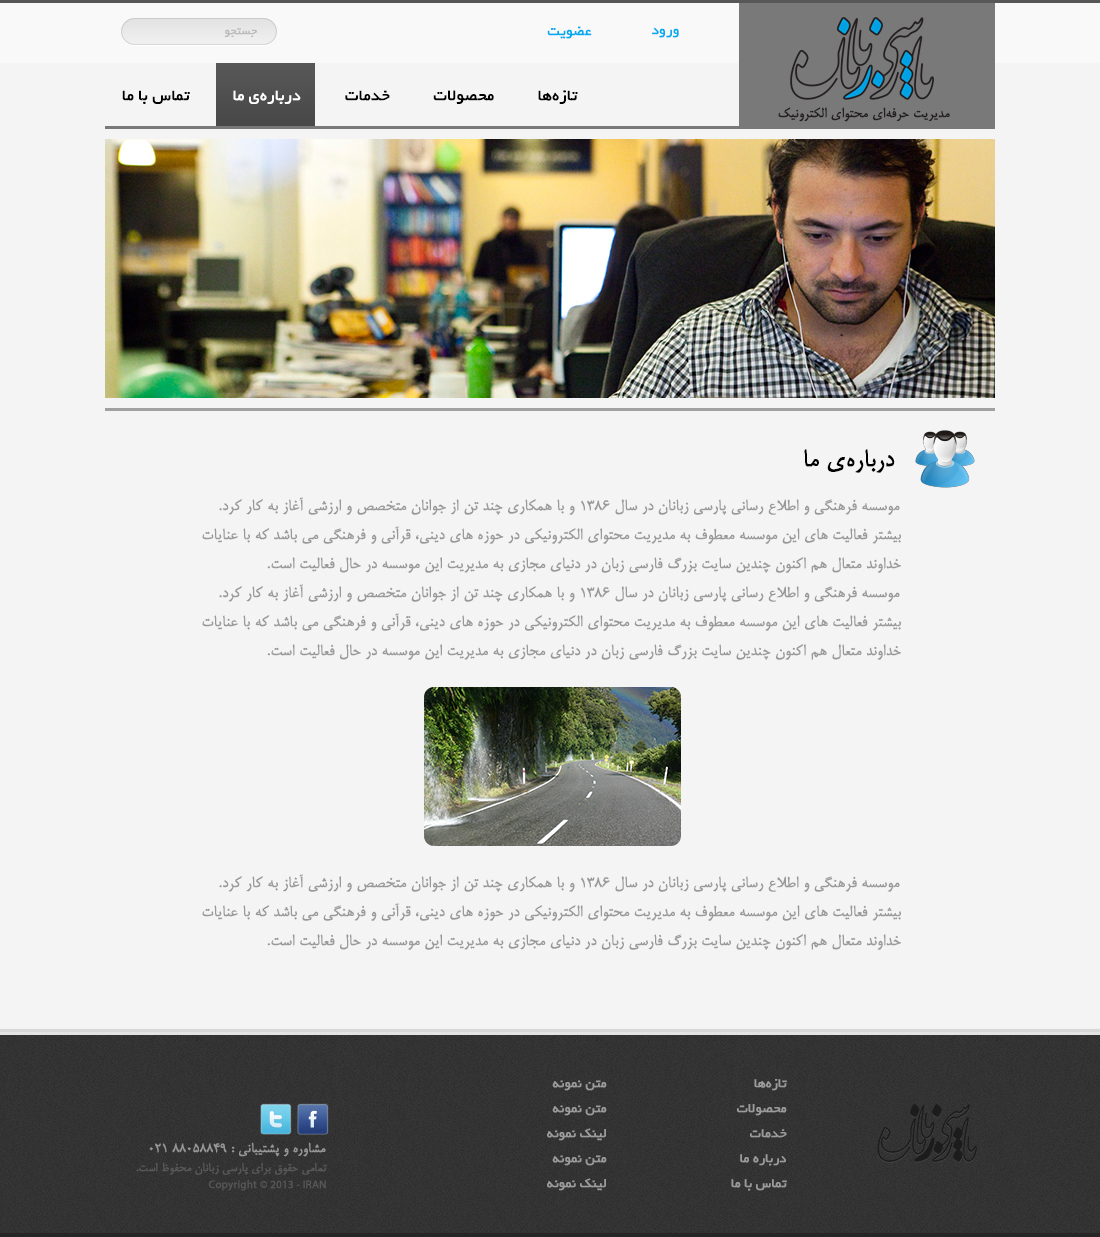 ورود
عضویت
جستجو
پارسی زبانان
مدیریت حرفه‌ای محتوای الکترونیک
تازه‌ها
محصولات
خدمات
درباره‌ی ما
تماس با ما
درباره‌ی ما
موسسه فرهنگی و اطلاع رسانی پارسی زبانان در سال ۱۳۸۶ و با همکاری چند تن از جوانان متخصص و ارزشی آغاز به کار کرد.
بیشتر فعالیت های این موسسه معطوف به مدیریت محتوای الکترونیکی در حوزه های دینی، قرآنی و فرهنگی می باشد که با عنایات
خداوند متعال هم اکنون چندین سایت بزرگ فارسی زبان در دنیای مجازی به مدیریت این موسسه در حال فعالیت است.
موسسه فرهنگی و اطلاع رسانی پارسی زبانان در سال ۱۳۸۶ و با همکاری چند تن از جوانان متخصص و ارزشی آغاز به کار کرد.
بیشتر فعالیت های این موسسه معطوف به مدیریت محتوای الکترونیکی در حوزه های دینی، قرآنی و فرهنگی می باشد که با عنایات
خداوند متعال هم اکنون چندین سایت بزرگ فارسی زبان در دنیای مجازی به مدیریت این موسسه در حال فعالیت است.
موسسه فرهنگی و اطلاع رسانی پارسی زبانان در سال ۱۳۸۶ و با همکاری چند تن از جوانان متخصص و ارزشی آغاز به کار کرد.
بیشتر فعالیت های این موسسه معطوف به مدیریت محتوای الکترونیکی در حوزه های دینی، قرآنی و فرهنگی می باشد که با عنایات
خداوند متعال هم اکنون چندین سایت بزرگ فارسی زبان در دنیای مجازی به مدیریت این موسسه در حال فعالیت است.
پارسی زبانان
تازه‌ها
محصولات
خدمات
درباره ما
تماس با ما
متن نمونه
متن نمونه
لینک نمونه
متن نمونه
لینک نمونه
f
t
مشاوره و پشتیبانی : ۸۸۰۵۸۸۴۹ ۰۲۱
تمامی حقوق برای پارسی زبانان محفوظ است.
Copyright © 2013 - IRAN